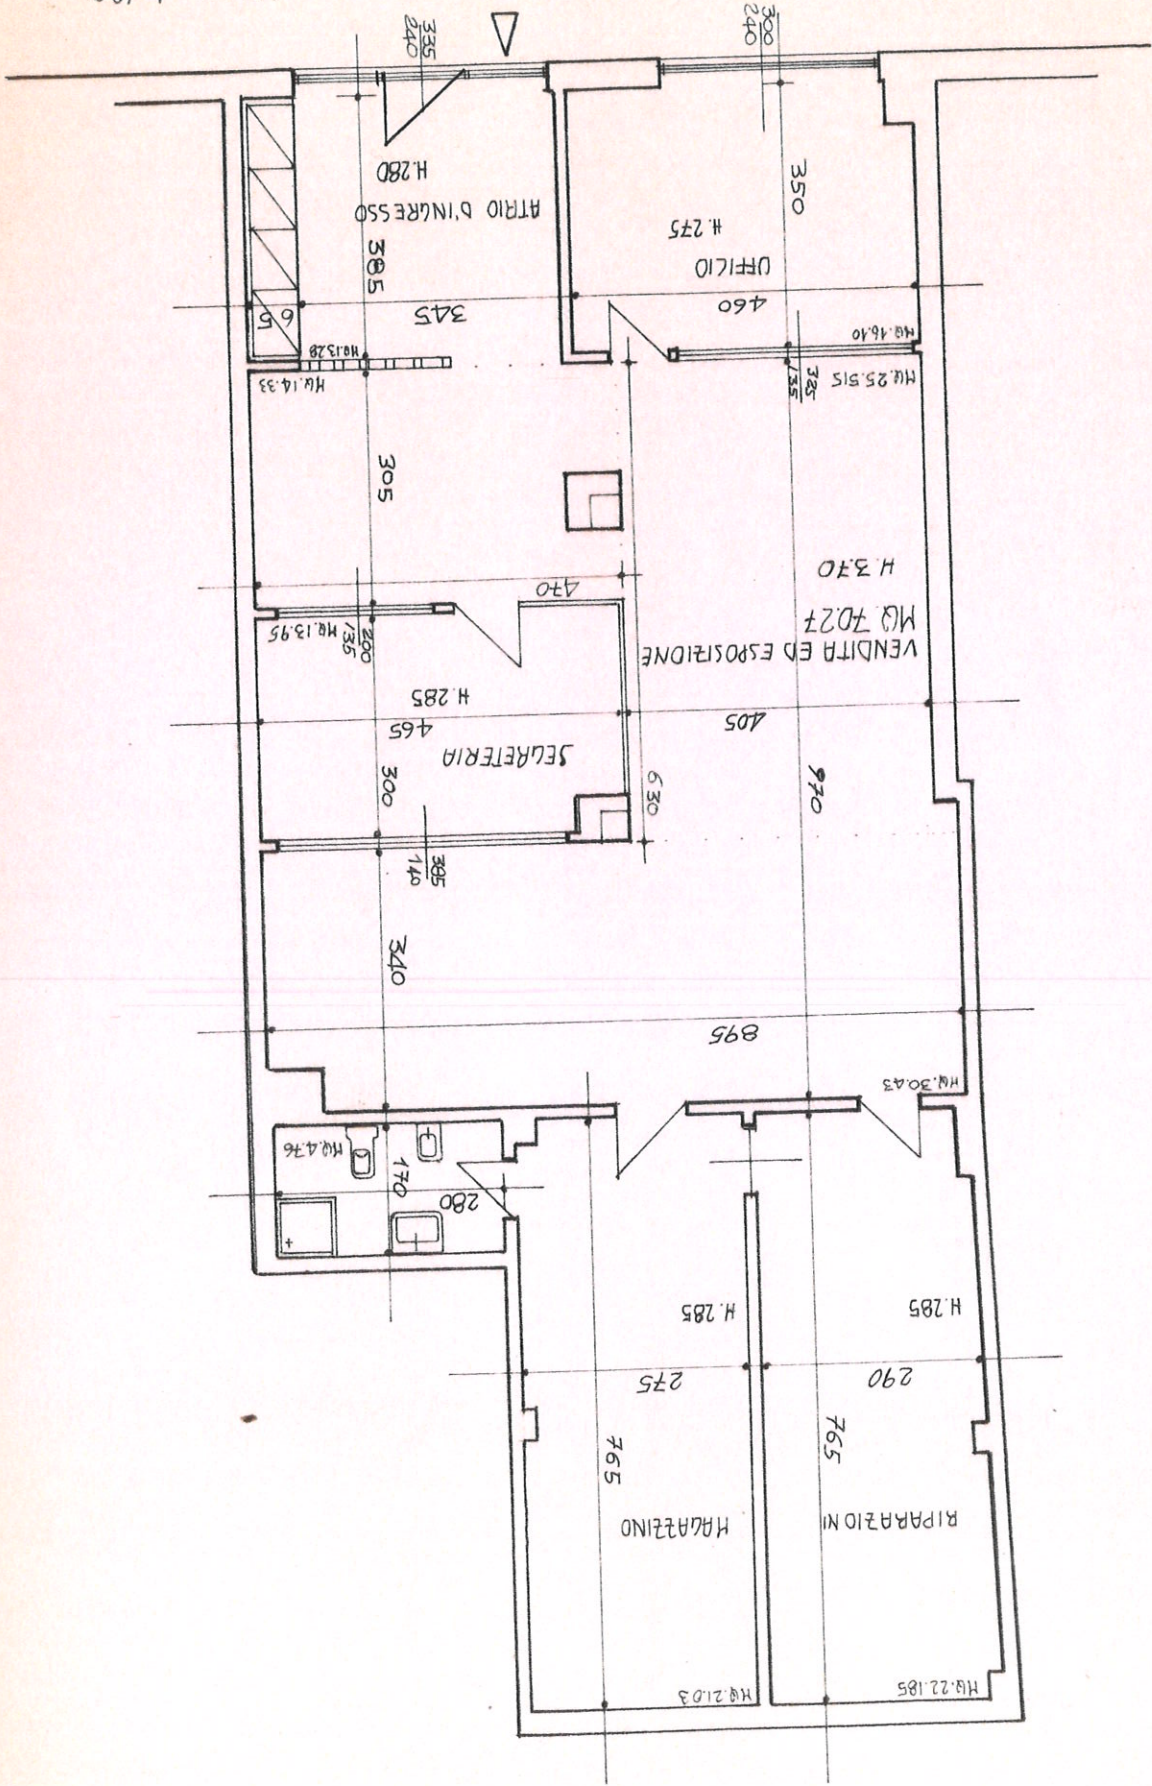 MQ.22.185
MQ.21.03
RIPARAZIONI
MAGAZZINO
765
765
290
275
H.285
H.285
280
170
MQ.4.76
MQ.30.43
895
340
385
140
630
970
SEGRETERIA
300
405
465
H.285
VENDITA ED ESPOSIZIONE
MQ.70.27
H.3.70
200
135
MQ.13.95
470
305
MQ.25.515
325
135
MQ.14.33
MQ.16.10
MQ.13.28
460
345
65
UFFICIO
H.275
385
ATRIO D'INGRESSO
350
H.280
300
240
335
240